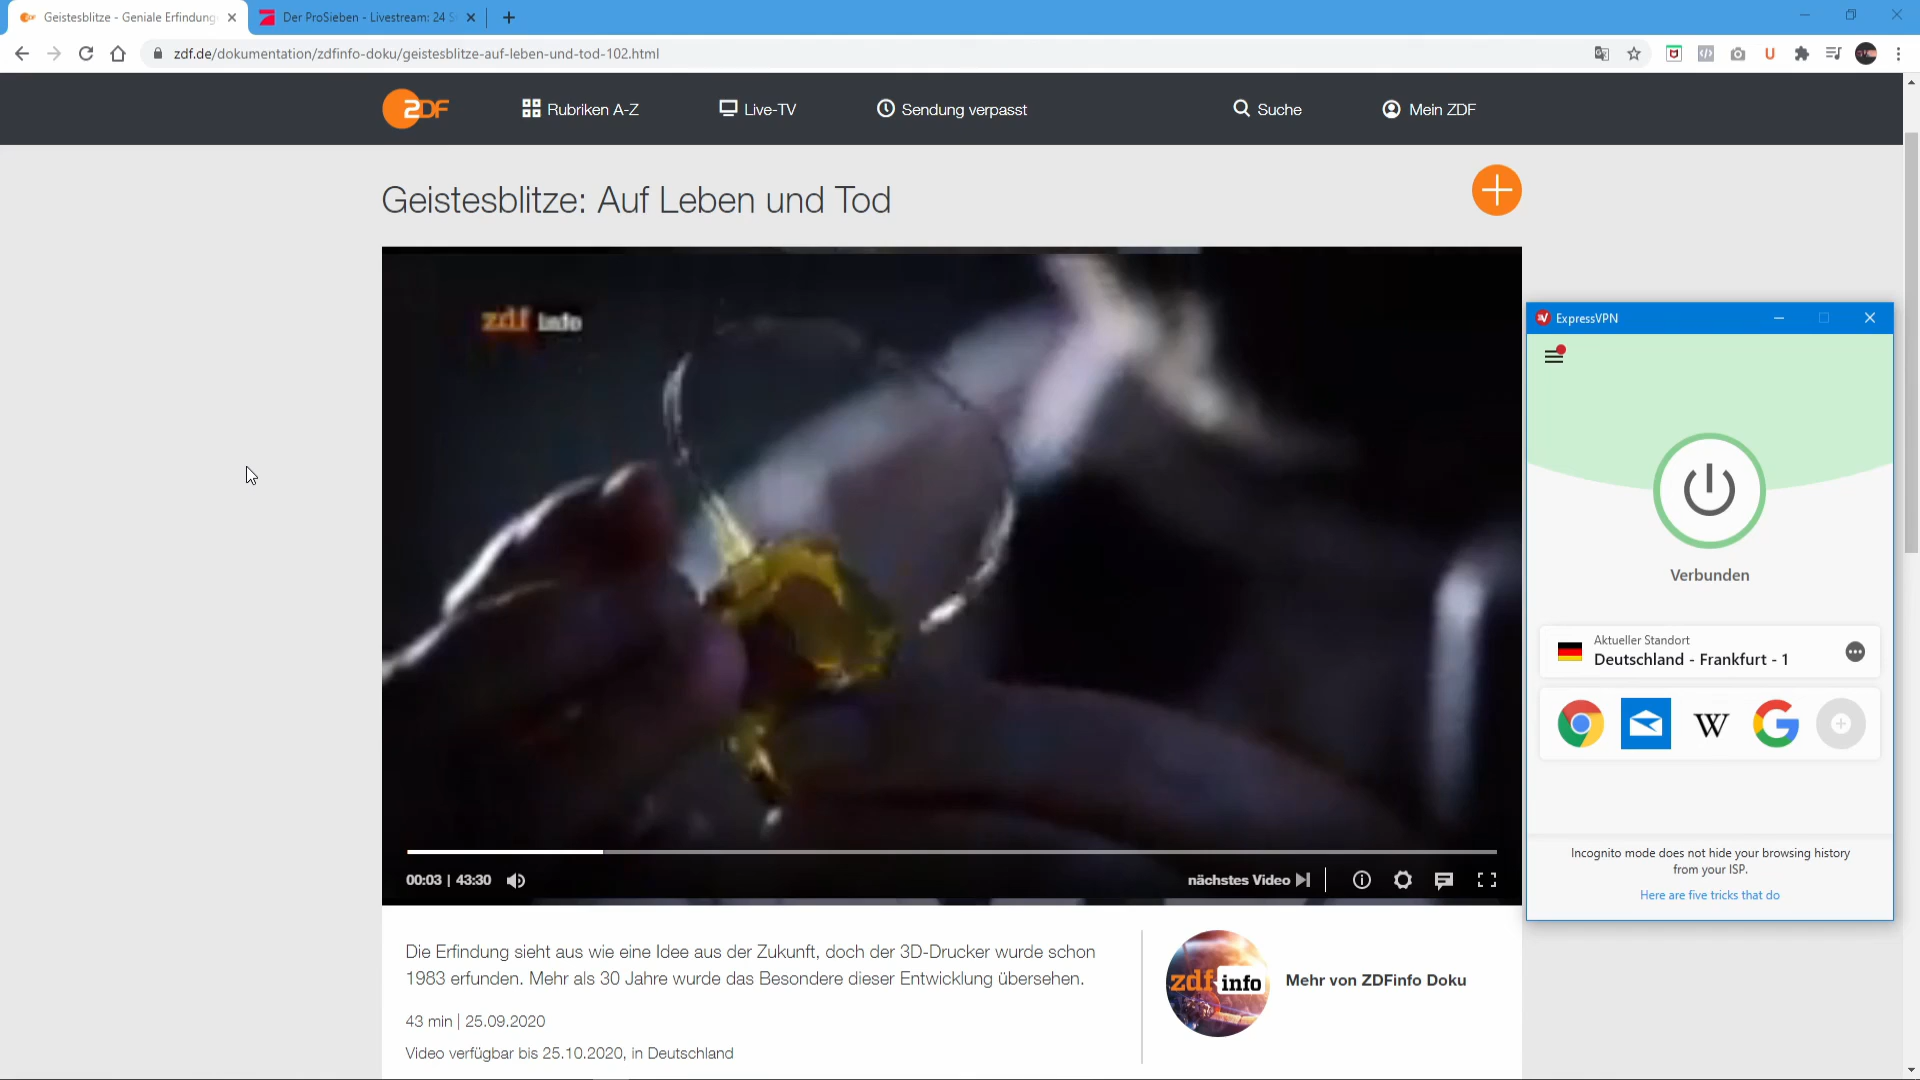 Geistesblitze - Geniale Erfindung
Der ProSieben - Livestream: 24 S
zdf.de/dokumentation/zdfinfo-doku/geistesblitze-auf-leben-und-tod-102.html
ZDF
Rubriken A-Z
Live-TV
Sendung verpasst
Suche
Mein ZDF
Geistesblitze: Auf Leben und Tod
zdf info
00:03 | 43:30
nächstes Video
Die Erfindung sieht aus wie eine Idee aus der Zukunft, doch der 3D-Drucker wurde schon
1983 erfunden. Mehr als 30 Jahre wurde das Besondere dieser Entwicklung übersehen.
43 min | 25.09.2020
Video verfügbar bis 25.10.2020, in Deutschland
zdf info
Mehr von ZDFinfo Doku
ExpressVPN
Verbunden
Aktueller Standort
Deutschland - Frankfurt - 1
W
G
Incognito mode does not hide your browsing history
from your ISP.
Here are five tricks that do